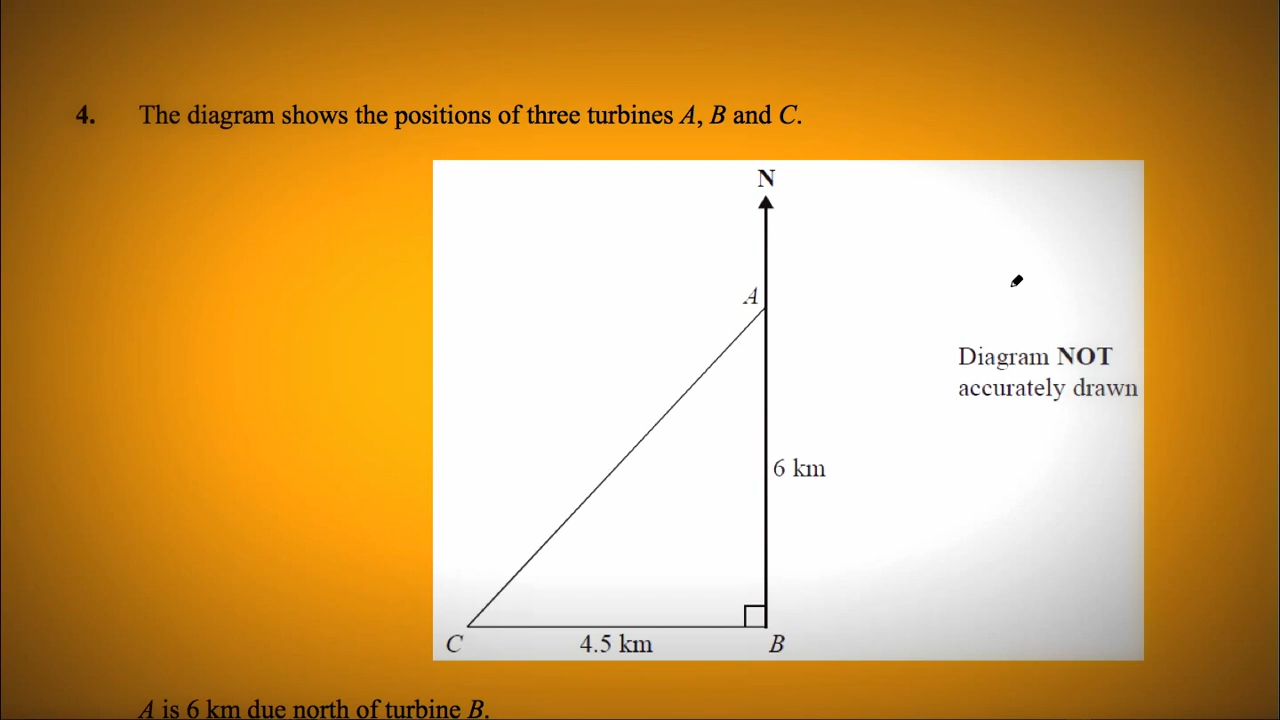 4. The diagram shows the positions of three turbines A, B and C.
N
A
Diagram NOT
accurately drawn
6 km
C
4.5 km
B
A is 6 km due north of turbine B.